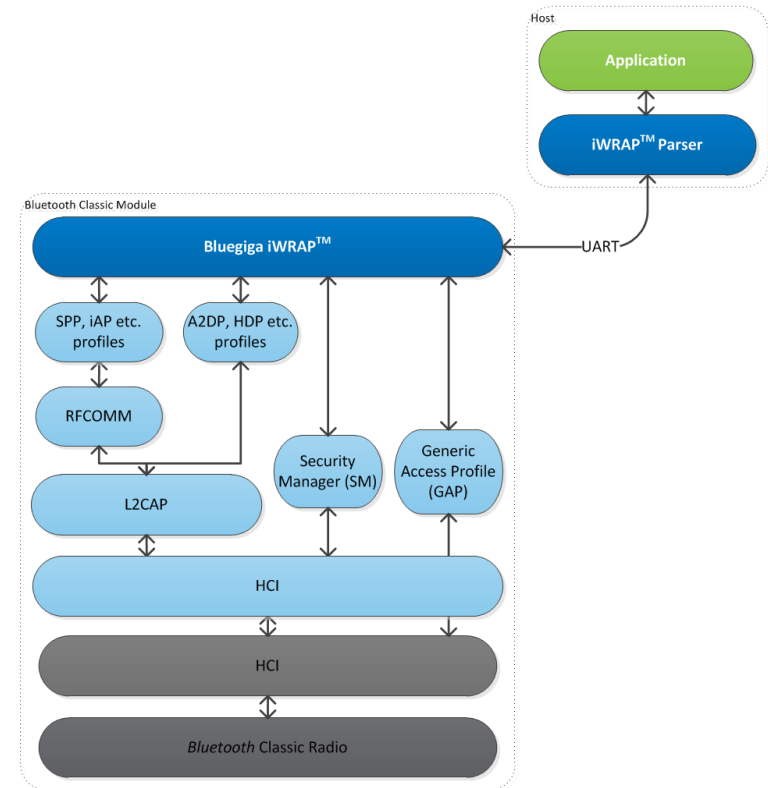 Host
Application
iWRAP™ Parser
Bluetooth Classic Module
Bluegiga iWRAP™
UART
SPP, iAP etc.
profiles
A2DP, HDP etc.
profiles
RFCOMM
Security
Manager (SM)
Generic
Access Profile
(GAP)
L2CAP
HCI
HCI
Bluetooth Classic Radio